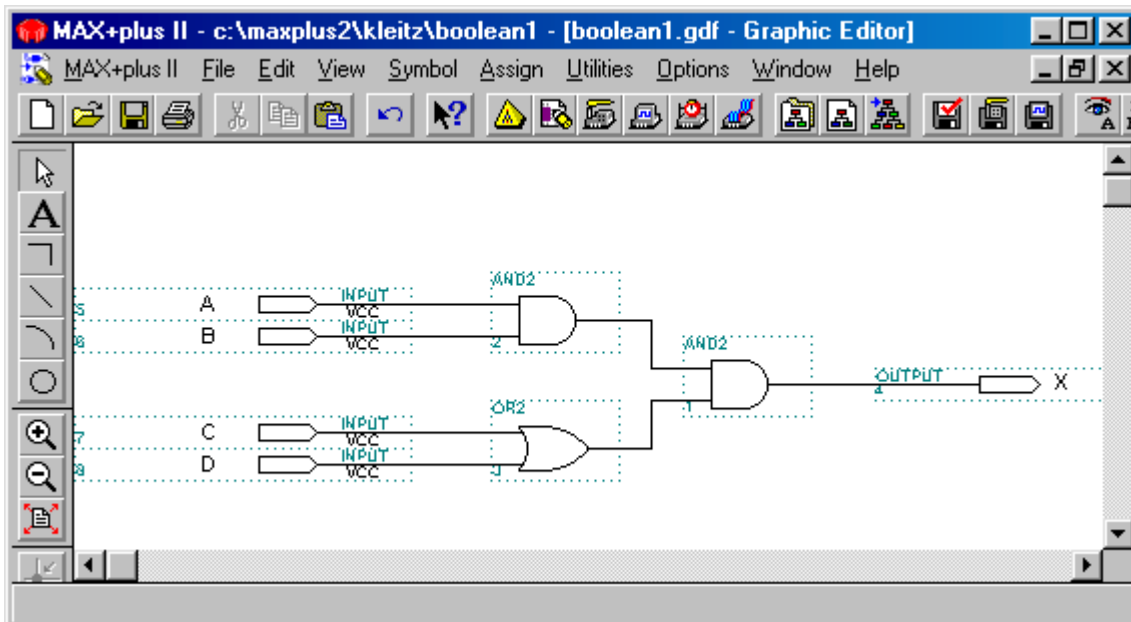 MAX+plus II - c:\maxplus2\kleitz\boolean1 - [boolean1.gdf - Graphic Editor]
MAX+plus II File Edit View Symbol Assign Utilities Options Window Help
A
A
AND2
5 A INPUT
VCC
6 B INPUT
VCC
2
AND2
1
OUTPUT
4
X
OR2
7 C INPUT
VCC
8 D INPUT
VCC
3